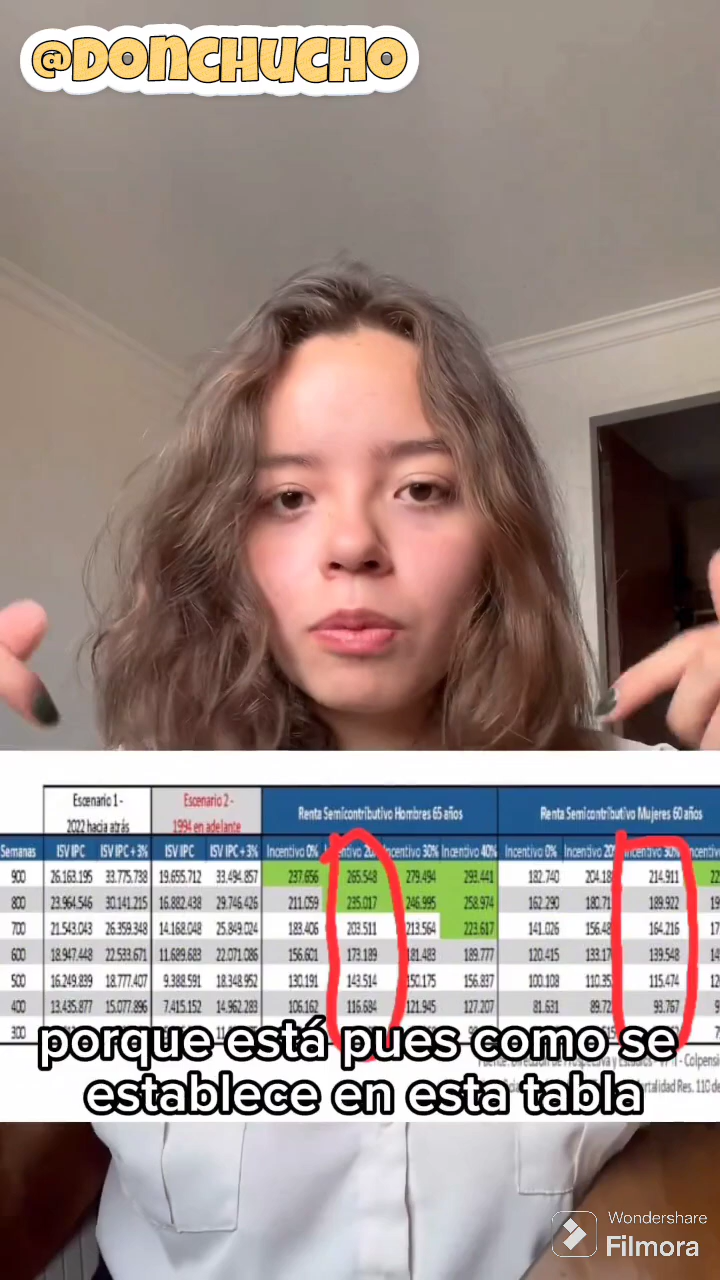 @DONCHUCHO
Escenario 1 - Escenario 2 - Renta Semicontributivo Hombres 65 años Renta Semicontributivo Mujeres 60 años
2022 hacia atrás 1994 en adelante
Semanas ISV IPC ISV IPC + 3% ISV IPC ISV IPC + 3% Incentivo 0% Incentivo 30% Incentivo 40% Incentivo 0% Incentivo 20%
900 26.163.195 33.775.738 19.655.712 33.494.857 237.656 265.548 279.494 293.441 182.740 214.911
800 23.964.546 30.141.215 16.882.438 29.746.426 211.059 235.017 246.995 258.974 162.290 189.922
700 21.543.043 26.359.348 14.168.048 25.849.024 183.406 203.511 213.564 223.617 141.026 164.216
600 18.947.448 22.533.671 11.689.683 22.071.086 156.601 173.189 181.483 189.777 120.415 139.548
500 16.249.839 18.777.407 9.388.591 18.348.952 130.191 143.514 150.175 156.837 100.108 115.474
400 13.435.877 15.077.896 7.415.152 14.962.283 106.162 116.684 121.945 127.207 81.631 93.767
300
porque está pues como se
establece en esta tabla
Wondershare
Filmora